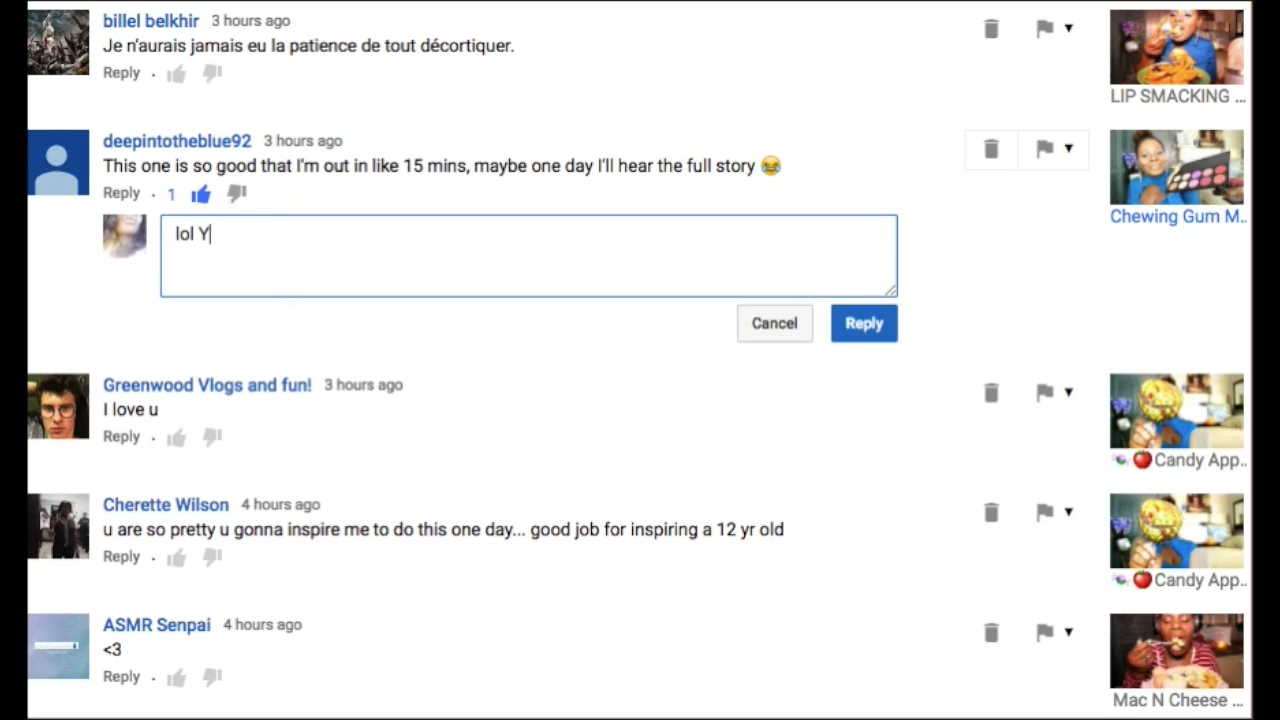 billel belkhir 3 hours ago
Je n'aurais jamais eu la patience de tout décortiquer.
Reply .
LIP SMACKING ...
deepintotheblue92 3 hours ago
This one is so good that I'm out in like 15 mins, maybe one day I'll hear the full story 😂
Reply . 1
Chewing Gum M..
lol Y
Cancel Reply
Greenwood Vlogs and fun! 3 hours ago
I love u
Reply .
🍬🍎Candy App..
Cherette Wilson 4 hours ago
u are so pretty u gonna inspire me to do this one day... good job for inspiring a 12 yr old
Reply .
🍬🍎Candy App..
ASMR Senpai 4 hours ago
<3
Reply .
Mac N Cheese ...